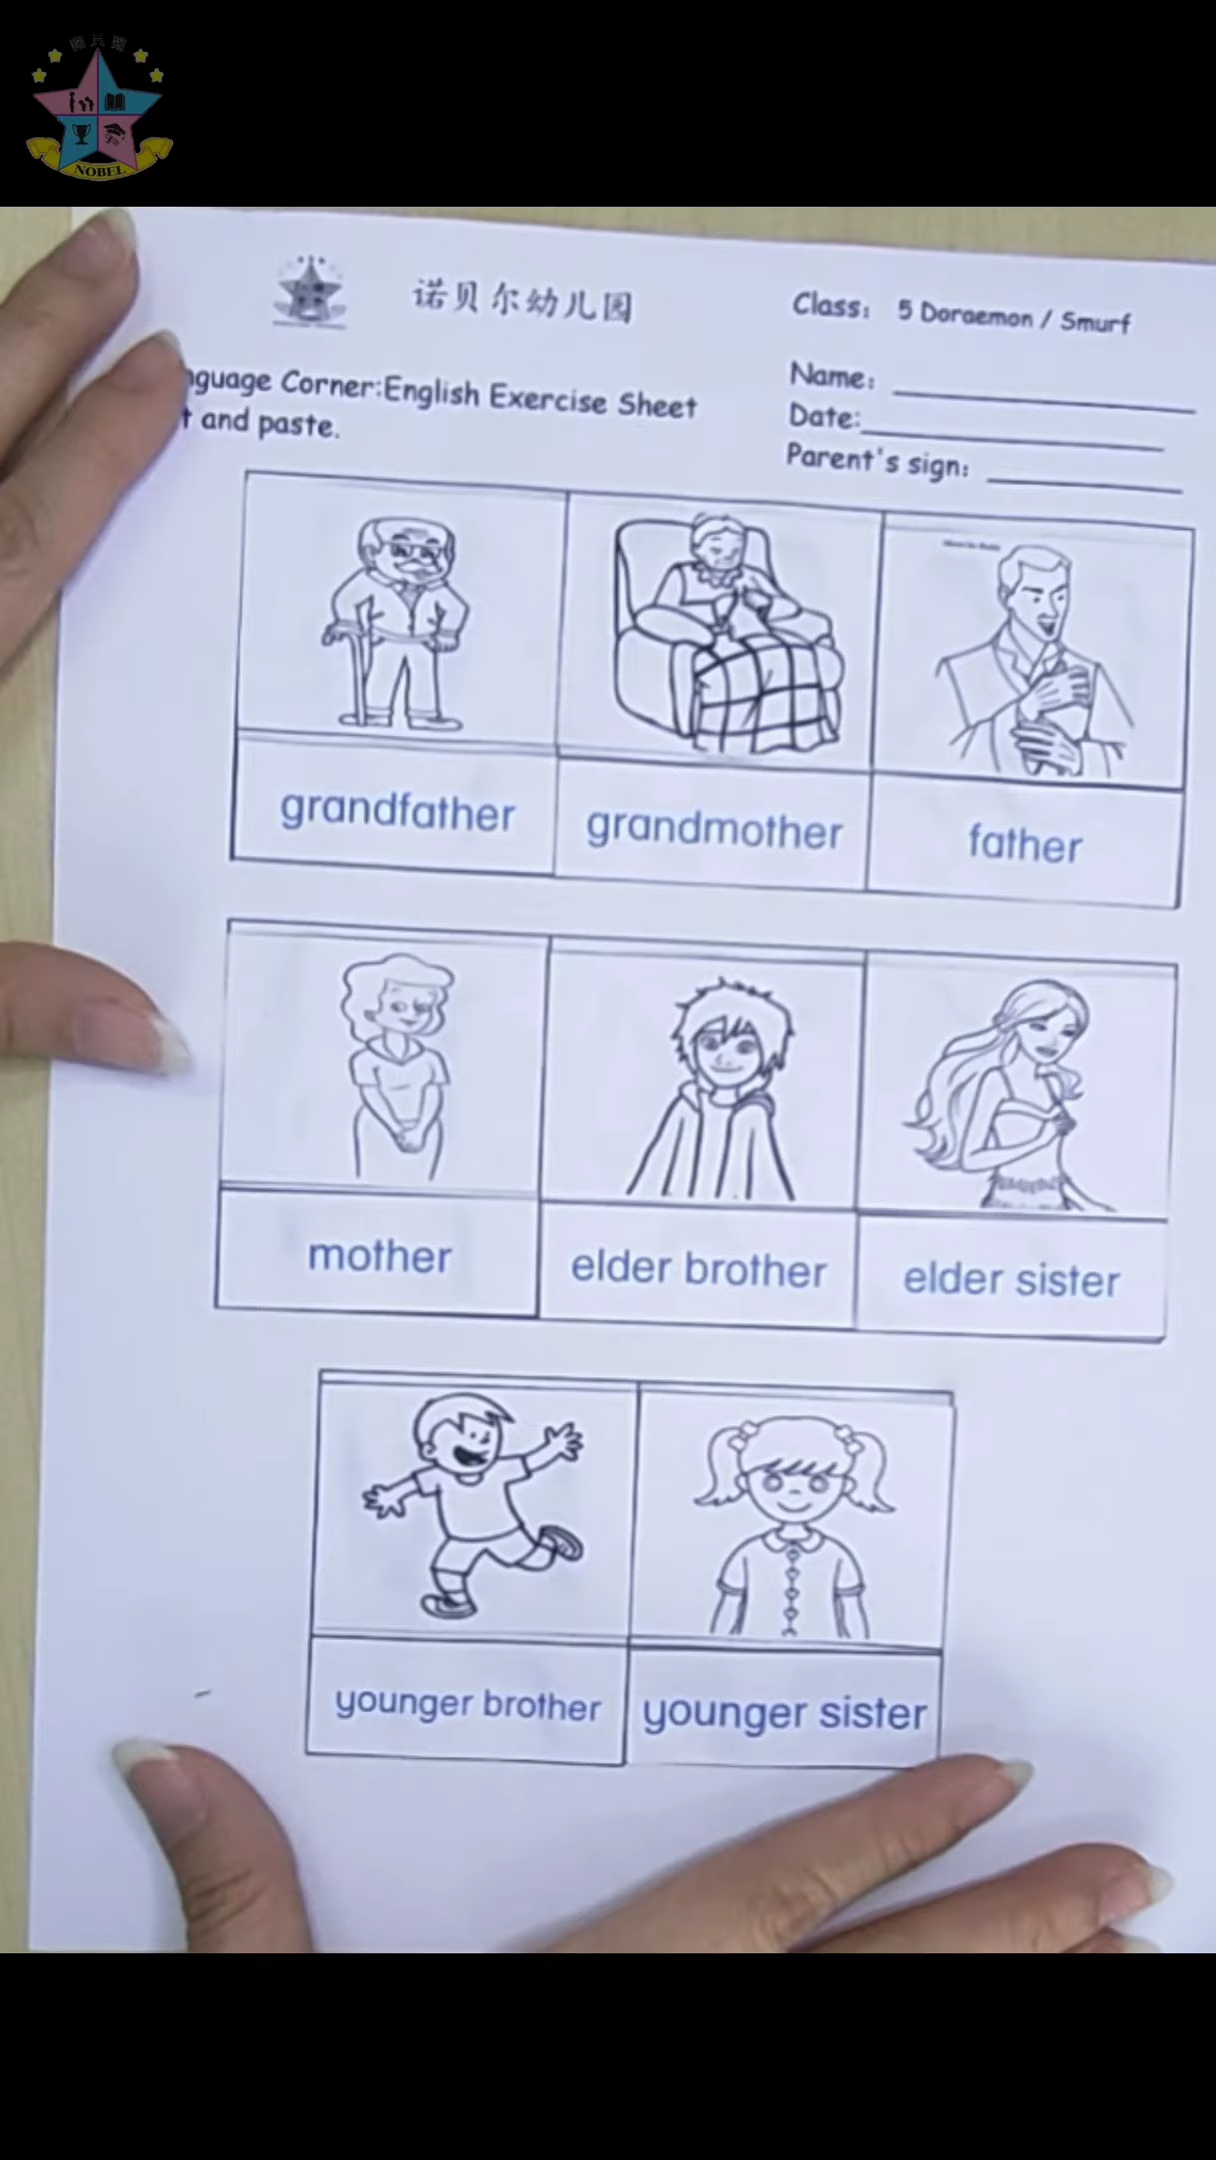 NOBEL
诺贝尔幼儿园
Class: 5 Doraemon / Smurf
Name:
Date:
Parent's sign:
Corner:English Exercise Sheet
and paste.
grandfather
grandmother
father
mother
elder brother
elder sister
younger brother
younger sister